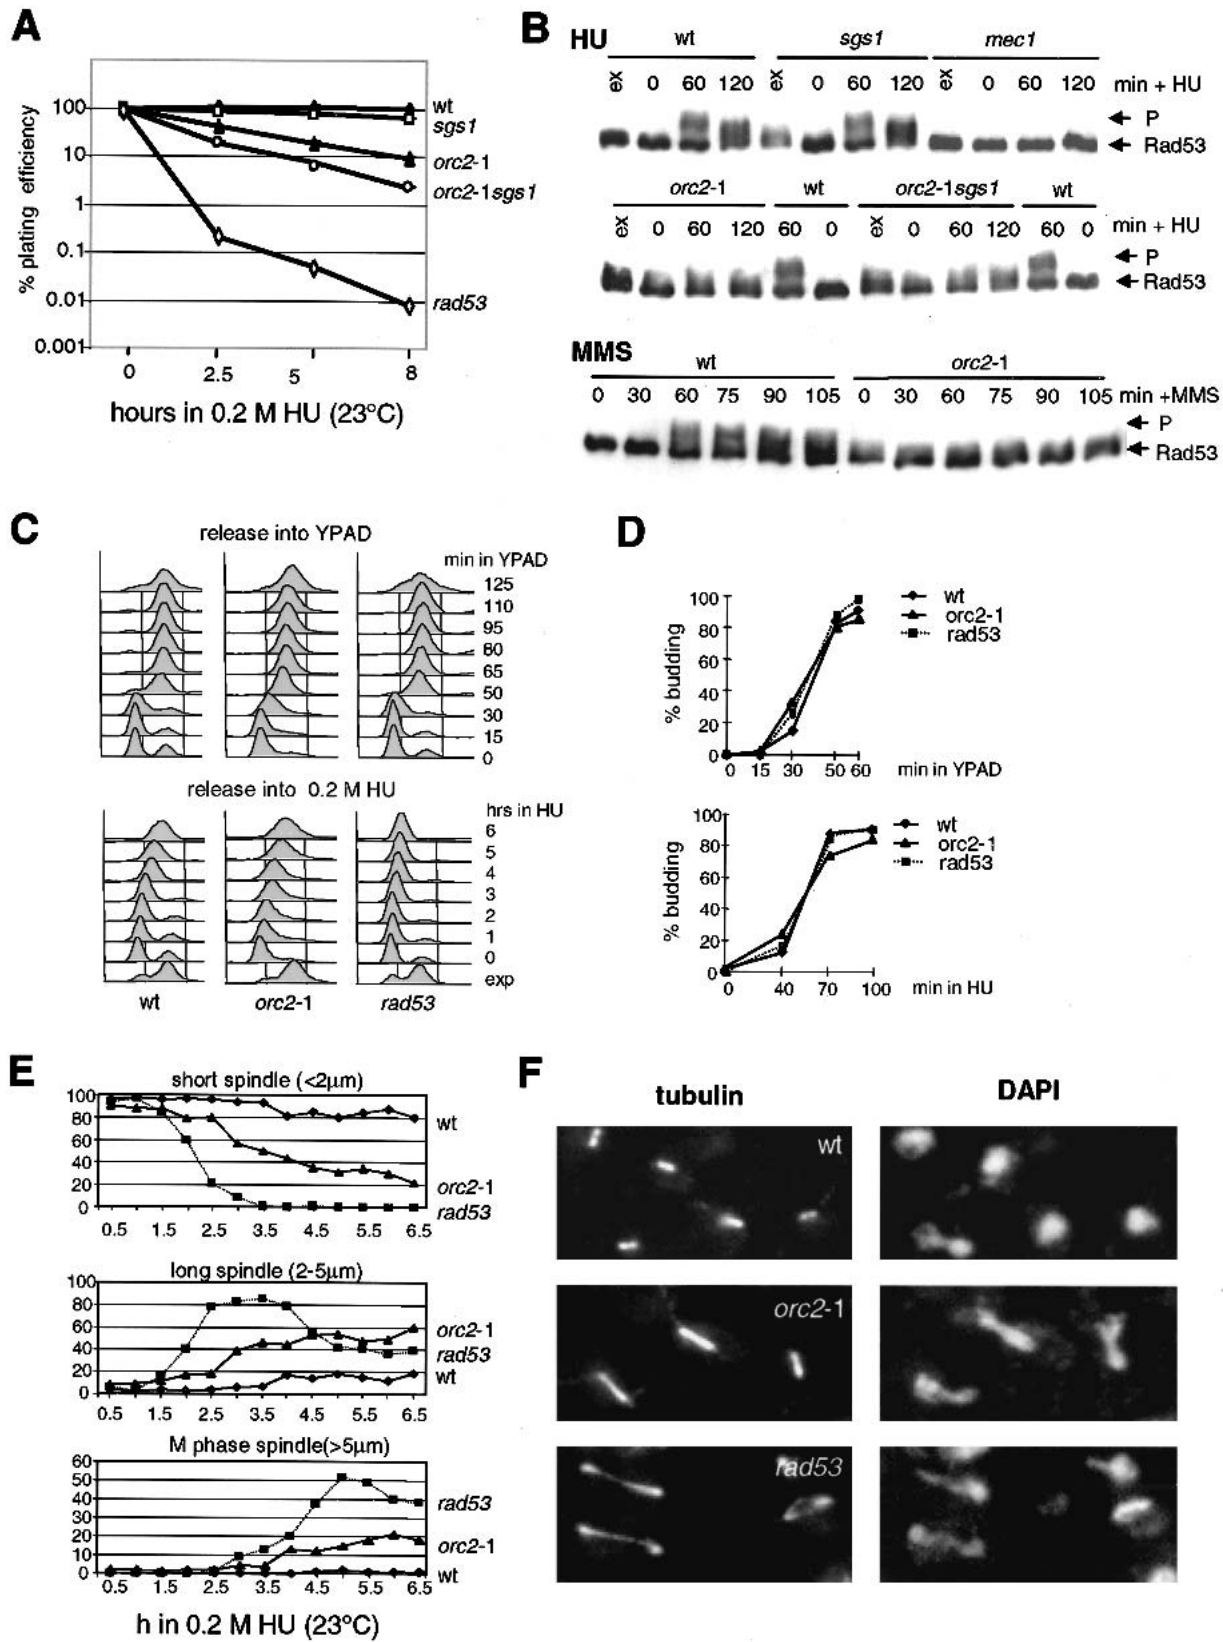 A
% plating efficiency
100
10
1
0.1
0.01
0.001
wt
sgs1
orc2-1
orc2-1sgs1
rad53
0 2.5 5 8
hours in 0.2 M HU (23°C)
B
HU wt sgs1 mec1
ex 0 60 120 ex 0 60 120 ex 0 60 120 min + HU
P
Rad53
orc2-1 wt orc2-1sgs1 wt
ex 0 60 120 60 0 ex 0 60 120 60 0 min + HU
P
Rad53
MMS wt orc2-1
0 30 60 75 90 105 0 30 60 75 90 105 min +MMS
P
Rad53
C
release into YPAD
min in YPAD
125
110
95
80
65
50
30
15
0
release into 0.2 M HU
hrs in HU
6
5
4
3
2
1
0
exp
wt orc2-1 rad53
D
% budding
100
80
60
40
20
0
0 15 30 50 60 min in YPAD
wt
orc2-1
rad53
% budding
100
80
60
40
20
0
0 40 70 100 min in HU
wt
orc2-1
rad53
E
short spindle (<2µm)
100
80
60
40
20
0
wt
orc2-1
rad53
0.5 1.5 2.5 3.5 4.5 5.5 6.5
long spindle (2-5µm)
100
80
60
40
20
0
orc2-1
rad53
wt
0.5 1.5 2.5 3.5 4.5 5.5 6.5
M phase spindle(>5µm)
60
50
40
30
20
10
0
rad53
orc2-1
wt
0.5 1.5 2.5 3.5 4.5 5.5 6.5
h in 0.2 M HU (23°C)
F
tubulin DAPI
wt
orc2-1
rad53